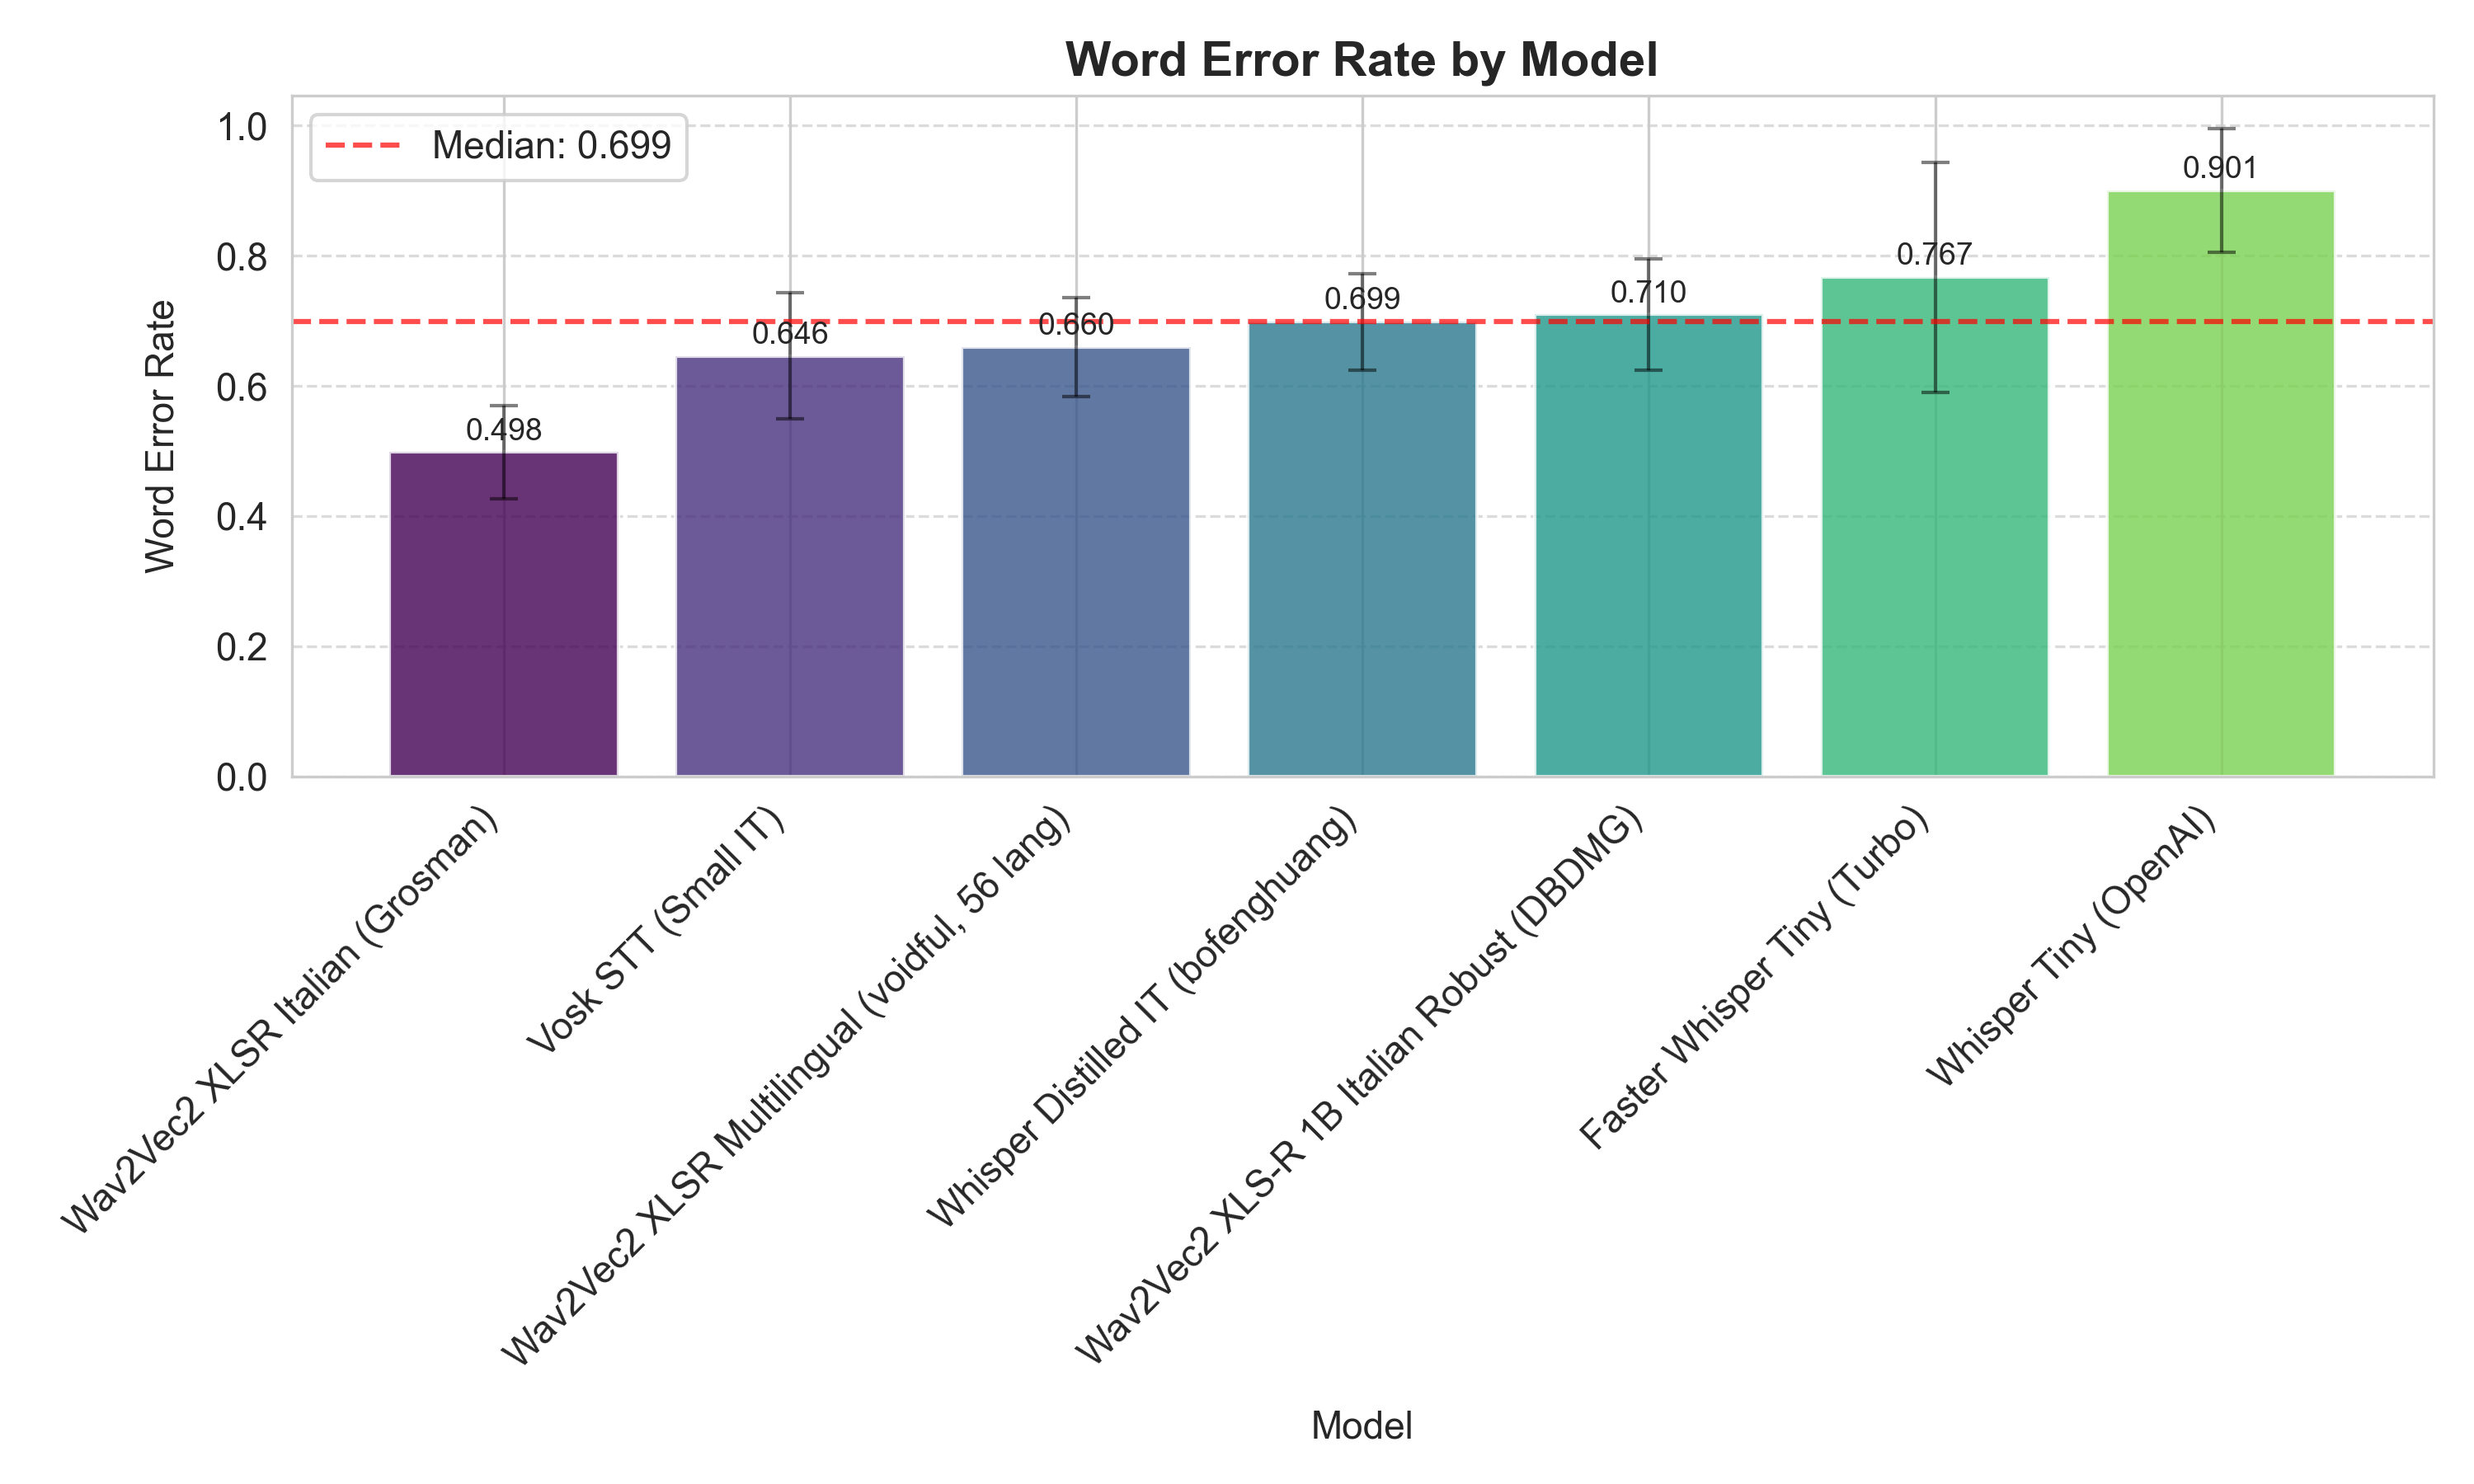 Word Error Rate by Model
Median: 0.699
Word Error Rate
1.0
0.8
0.6
0.4
0.2
0.0
0.498
0.646
0.660
0.699
0.710
0.767
0.901
Wav2Vec2 XLSR Italian (Grosman)
Vosk STT (Small IT)
Wav2Vec2 XLSR Multilingual (voidful, 56 lang)
Whisper Distilled IT (bofenghuang)
Wav2Vec2 XLS-R 1B Italian Robust (DBDMG)
Faster Whisper Tiny (Turbo)
Whisper Tiny (OpenAI)
Model